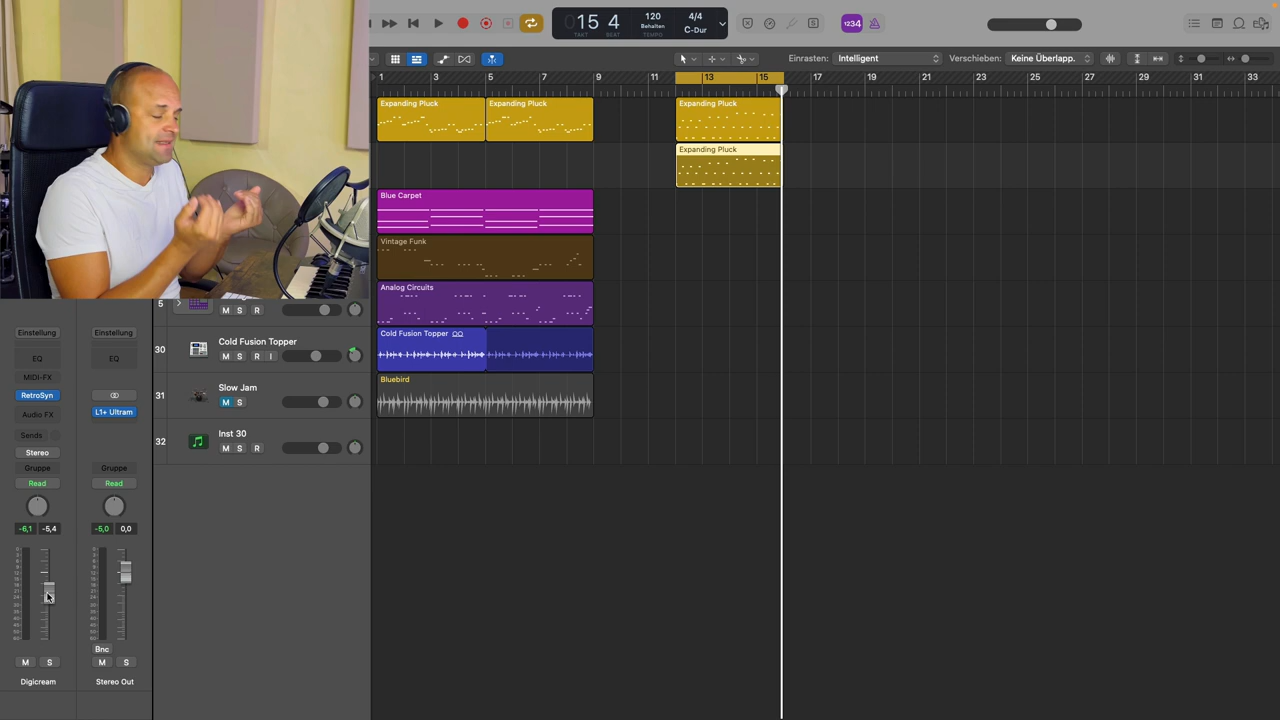 15 4
TAKT BEAT
120
Behalten
TEMPO
4/4
C-Dur
1234
Einrasten: Intelligent
Verschieben: Keine Überlapp.
1 3 5 7 9 11 13 15 17 19 21 23 25 27 29 31 33
Expanding Pluck
Expanding Pluck
Expanding Pluck
Expanding Pluck
Blue Carpet
Vintage Funk
Analog Circuits
Cold Fusion Topper
Bluebird
5
M S R
30
Cold Fusion Topper
M S R I
31
Slow Jam
M S
32
Inst 30
M S R
Einstellung
EQ
MIDI-FX
RetroSyn
Audio FX
Sends
Stereo
Gruppe
Read
-6,1 -5,4
M S
Digicream
Einstellung
EQ
L1+ Ultram
Gruppe
Read
-5,0 0,0
Bnc
M S
Stereo Out